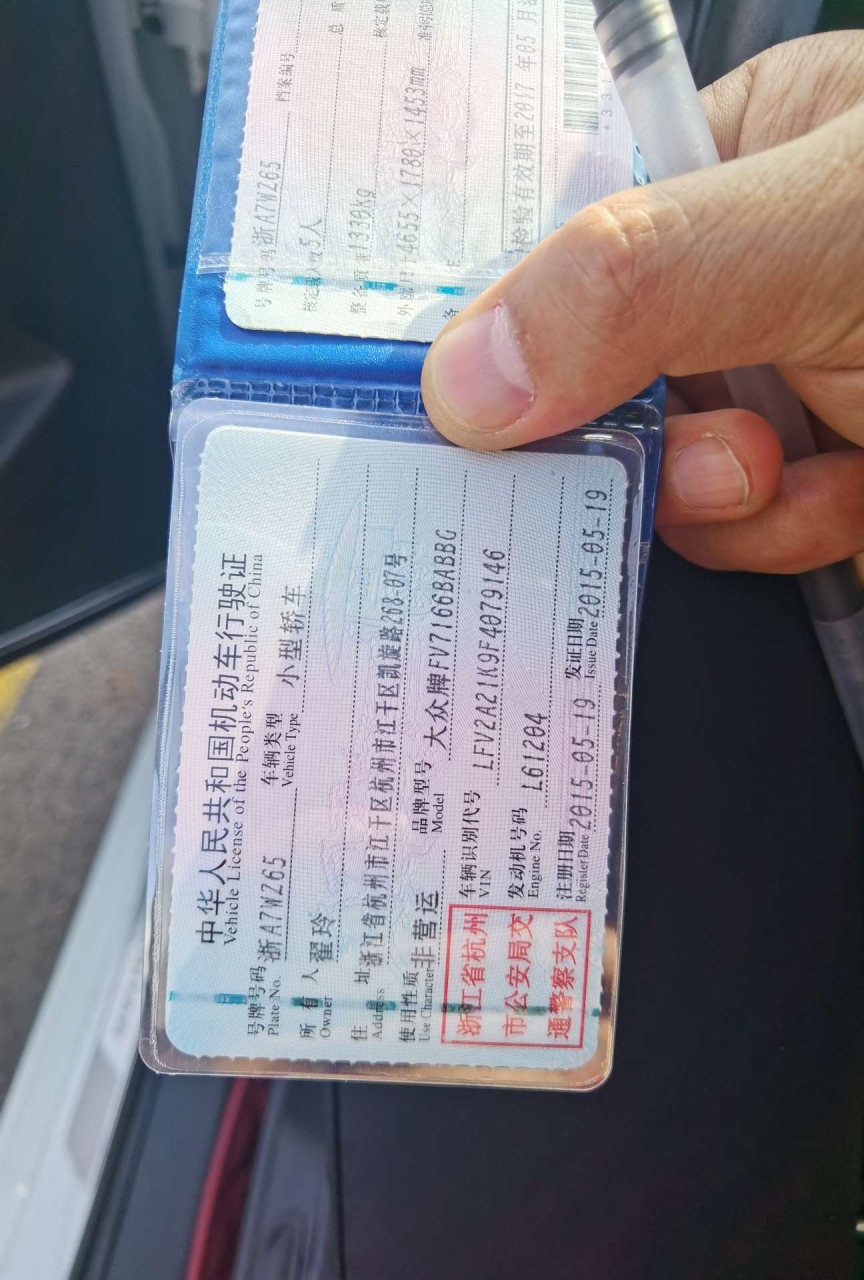 中华人民共和国机动车行驶证
Vehicle License of the People's Republic of China
号牌号码 浙A7WZ65 车辆类型 小型轿车
Plate No. Vehicle Type
所有人 翟玲
Owner
住址 浙江省杭州市江干区杭州市江干区凯旋路268-07号
Address
使用性质 非营运 品牌型号 大众牌FV7166BABBG
Use Character Model
浙江省杭州
市公安局交
通警察支队
车辆识别代号 LFV2A21K9F4079146
VIN
发动机号码 L61204
Engine No.
注册日期 2015-05-19 发证日期 2015-05-19
Register Date Issue Date
号牌号码 浙A7WZ65 档案编号
核定载人数 5人 总
整备质量 1330kg 核定载
外廓尺寸 4655×1780×1453mm 准牵引总
备
检验有效期至2017年05月
433